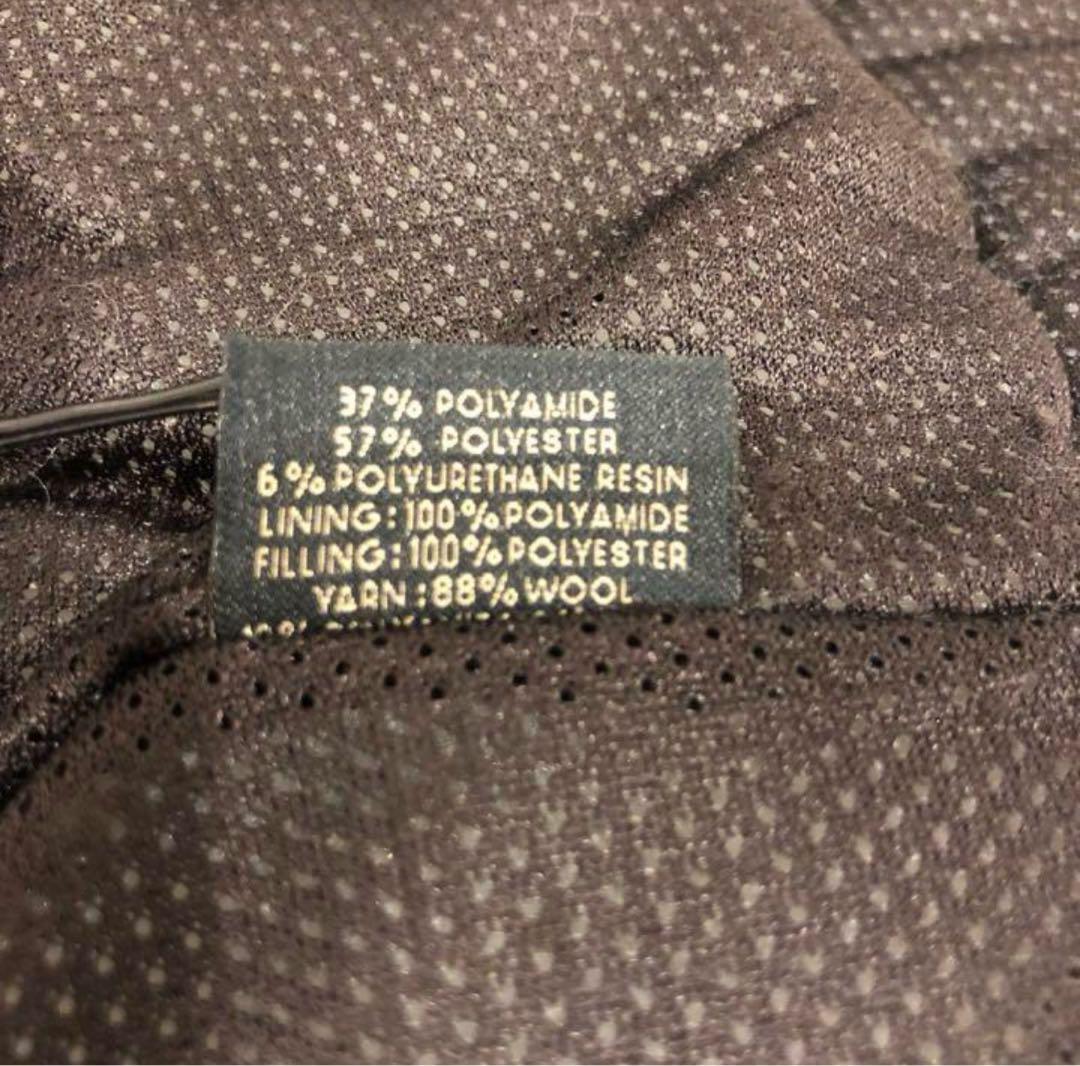 37% POLYAMIDE
57% POLYESTER
6% POLYURETHANE RESIN
LINING: 100% POLYAMIDE
FILLING: 100% POLYESTER
YARN: 88% WOOL